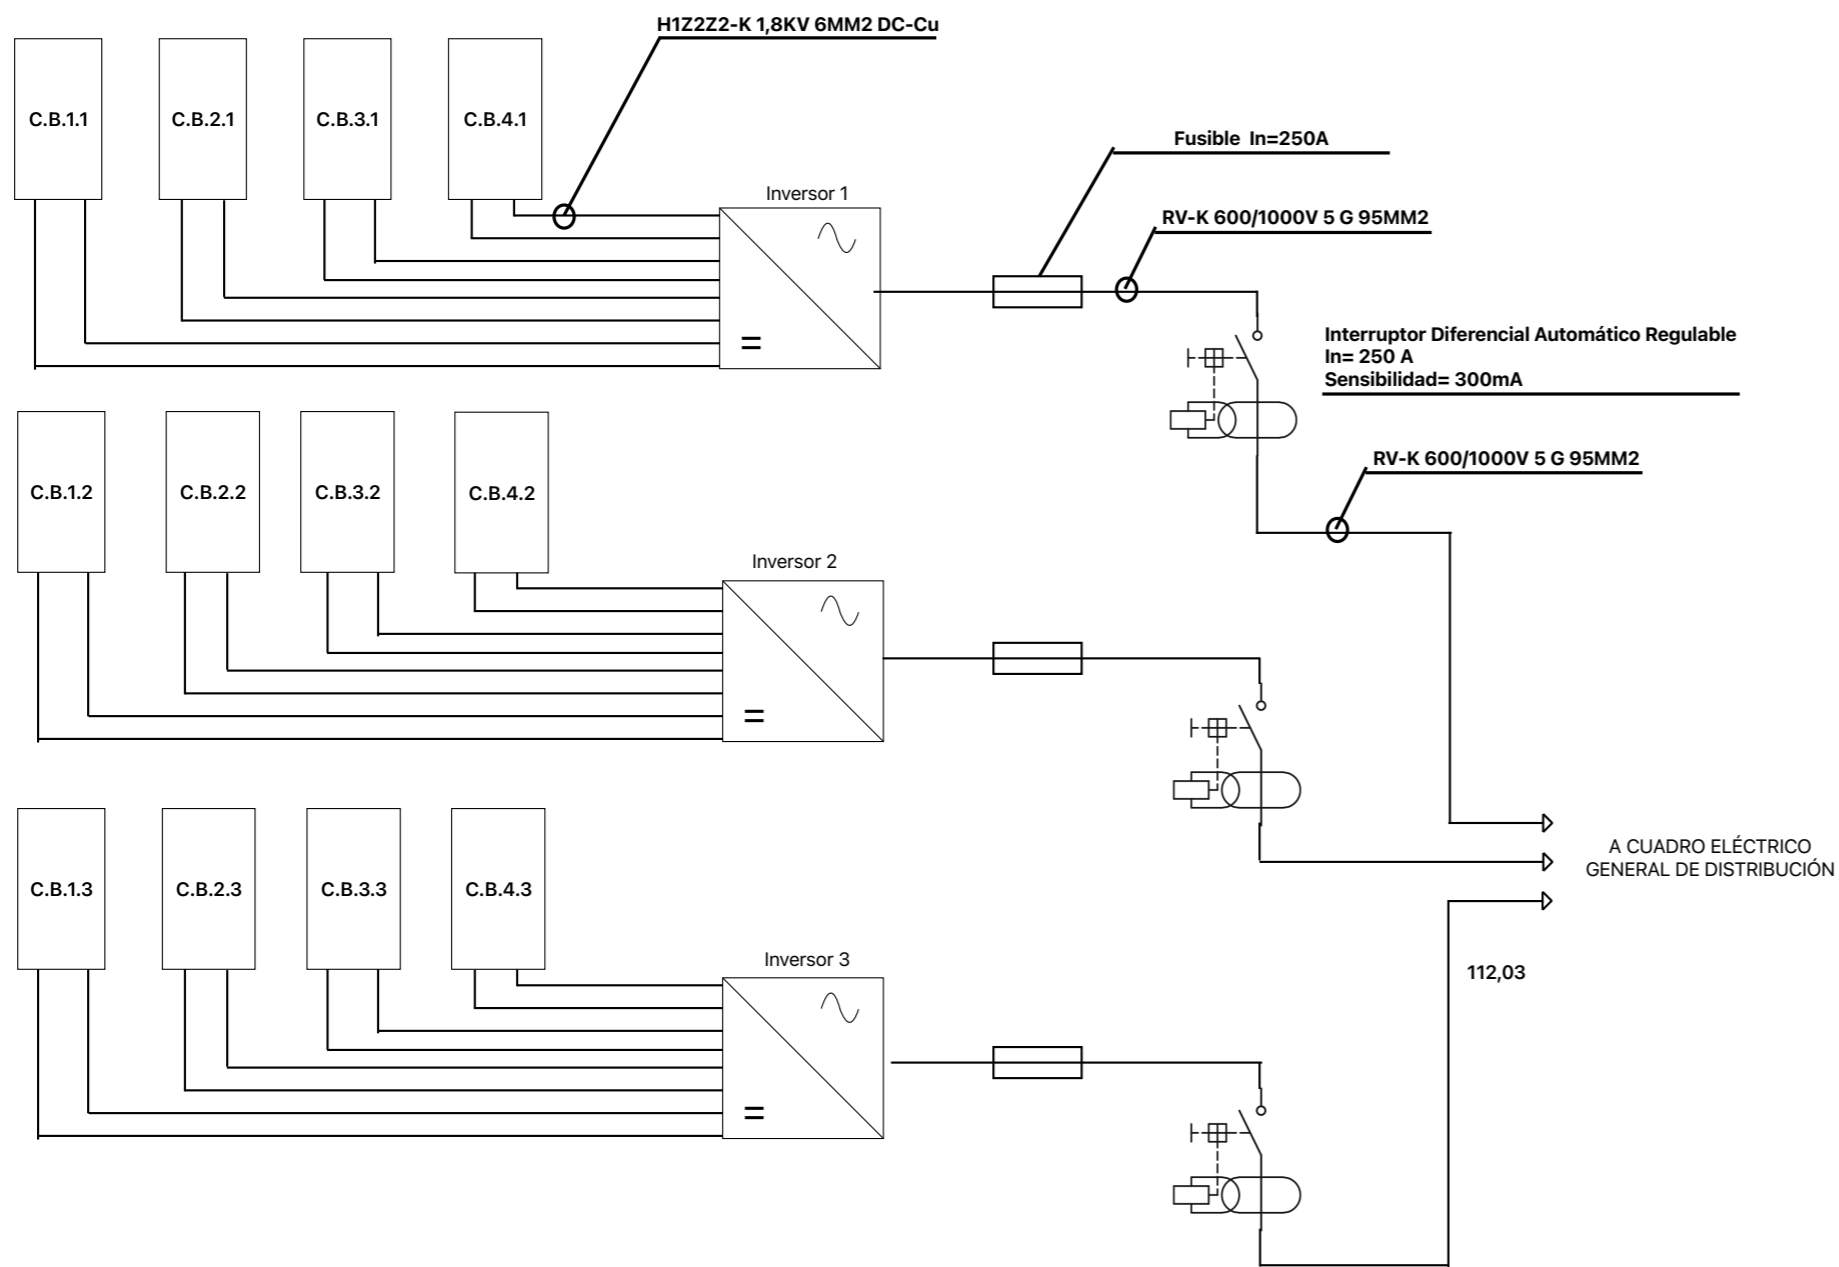 H1Z2Z2-K 1,8KV 6MM2 DC-Cu
C.B.1.1
C.B.2.1
C.B.3.1
C.B.4.1
Fusible In=250A
Inversor 1
RV-K 600/1000V 5 G 95MM2
=
Interruptor Diferencial Automático Regulable
In= 250 A
Sensibilidad= 300mA
RV-K 600/1000V 5 G 95MM2
C.B.1.2
C.B.2.2
C.B.3.2
C.B.4.2
Inversor 2
=
A CUADRO ELÉCTRICO
GENERAL DE DISTRIBUCIÓN
C.B.1.3
C.B.2.3
C.B.3.3
C.B.4.3
Inversor 3
112,03
=